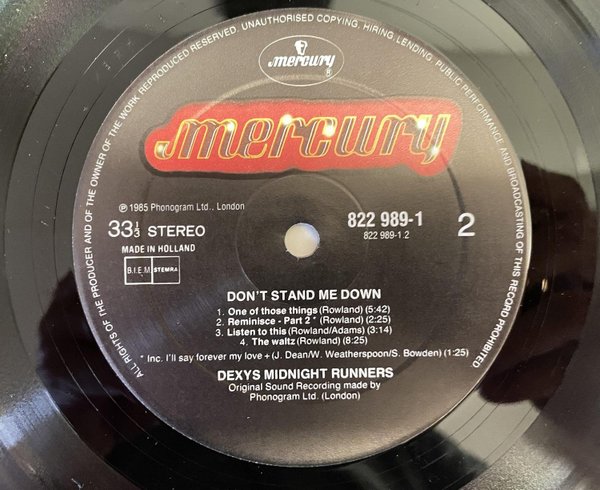 ALL RIGHTS OF THE PRODUCER AND OF THE OWNER OF THE WORK REPRODUCED RESERVED. UNAUTHORISED COPYING, HIRING, LENDING, PUBLIC PERFORMANCE AND BROADCASTING OF THIS RECORD PROHIBITED
mercury
®
mercury
℗ 1985 Phonogram Ltd., London
33⅓ STEREO
MADE IN HOLLAND
B.I.E.M STEMRA
822 989-1
822 989-1.2
2
DON'T STAND ME DOWN
1. One of those things (Rowland) (5:42)
2. Reminisce - Part 2 * (Rowland) (2:25)
3. Listen to this (Rowland/Adams) (3:14)
4. The waltz (Rowland) (8:25)
* Inc. I'll say forever my love + (J. Dean/W. Weatherspoon/S. Bowden) (1:25)
DEXYS MIDNIGHT RUNNERS
Original Sound Recording made by
Phonogram Ltd. (London)